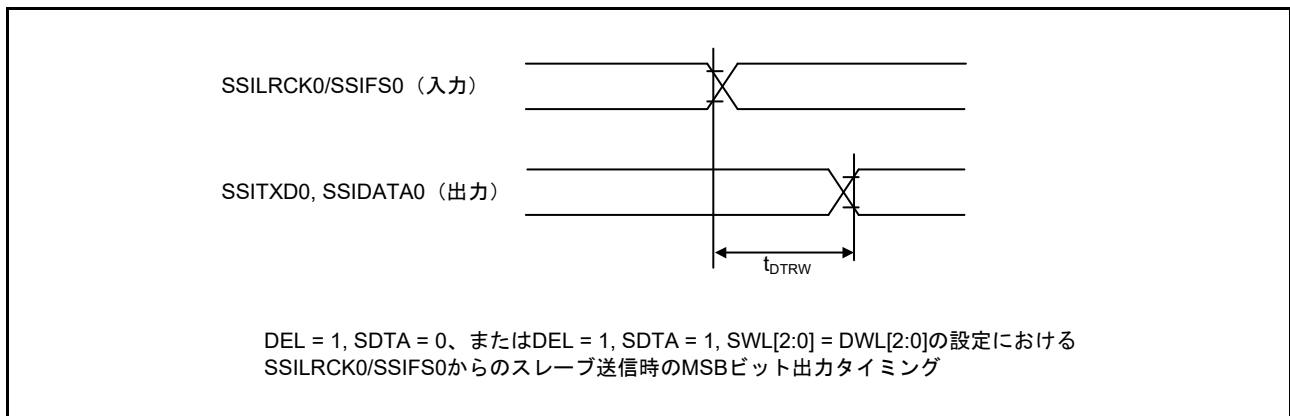 SSILRCK0/SSIFS0（入力）
SSITXD0, SSIDATA0（出力）
tDTRW
DEL = 1, SDTA = 0、またはDEL = 1, SDTA = 1, SWL[2:0] = DWL[2:0]の設定における
SSILRCK0/SSIFS0からのスレーブ送信時のMSBビット出力タイミング